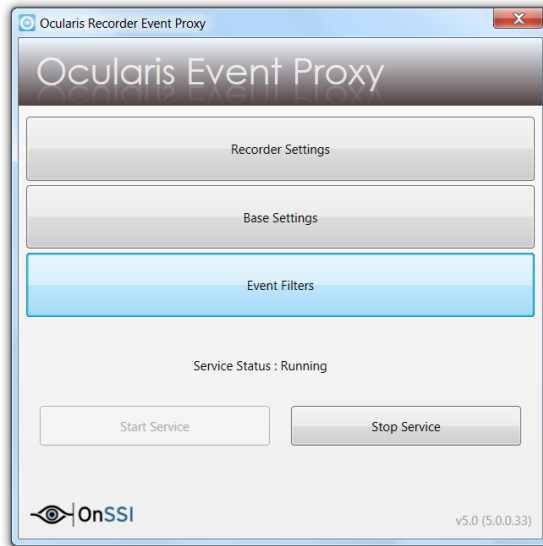 Ocularis Recorder Event Proxy
Ocularis Event Proxy
Recorder Settings
Base Settings
Event Filters
Service Status : Running
Start Service
Stop Service
OnSSI
v5.0 (5.0.0.33)